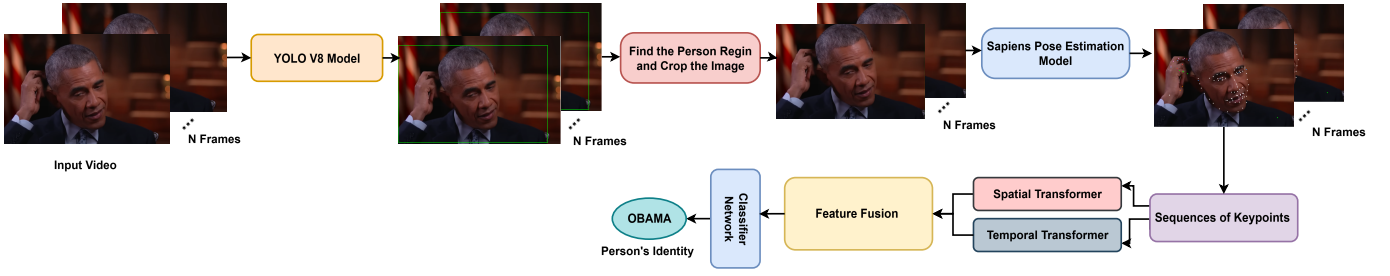 YOLO V8 Model
Find the Person Regin
and Crop the Image
Sapiens Pose Estimation
Model
N Frames
N Frames
N Frames
N Frames
Input Video
OBAMA
Person's Identity
Classifier
Network
Feature Fusion
Spatial Transformer
Temporal Transformer
Sequences of Keypoints